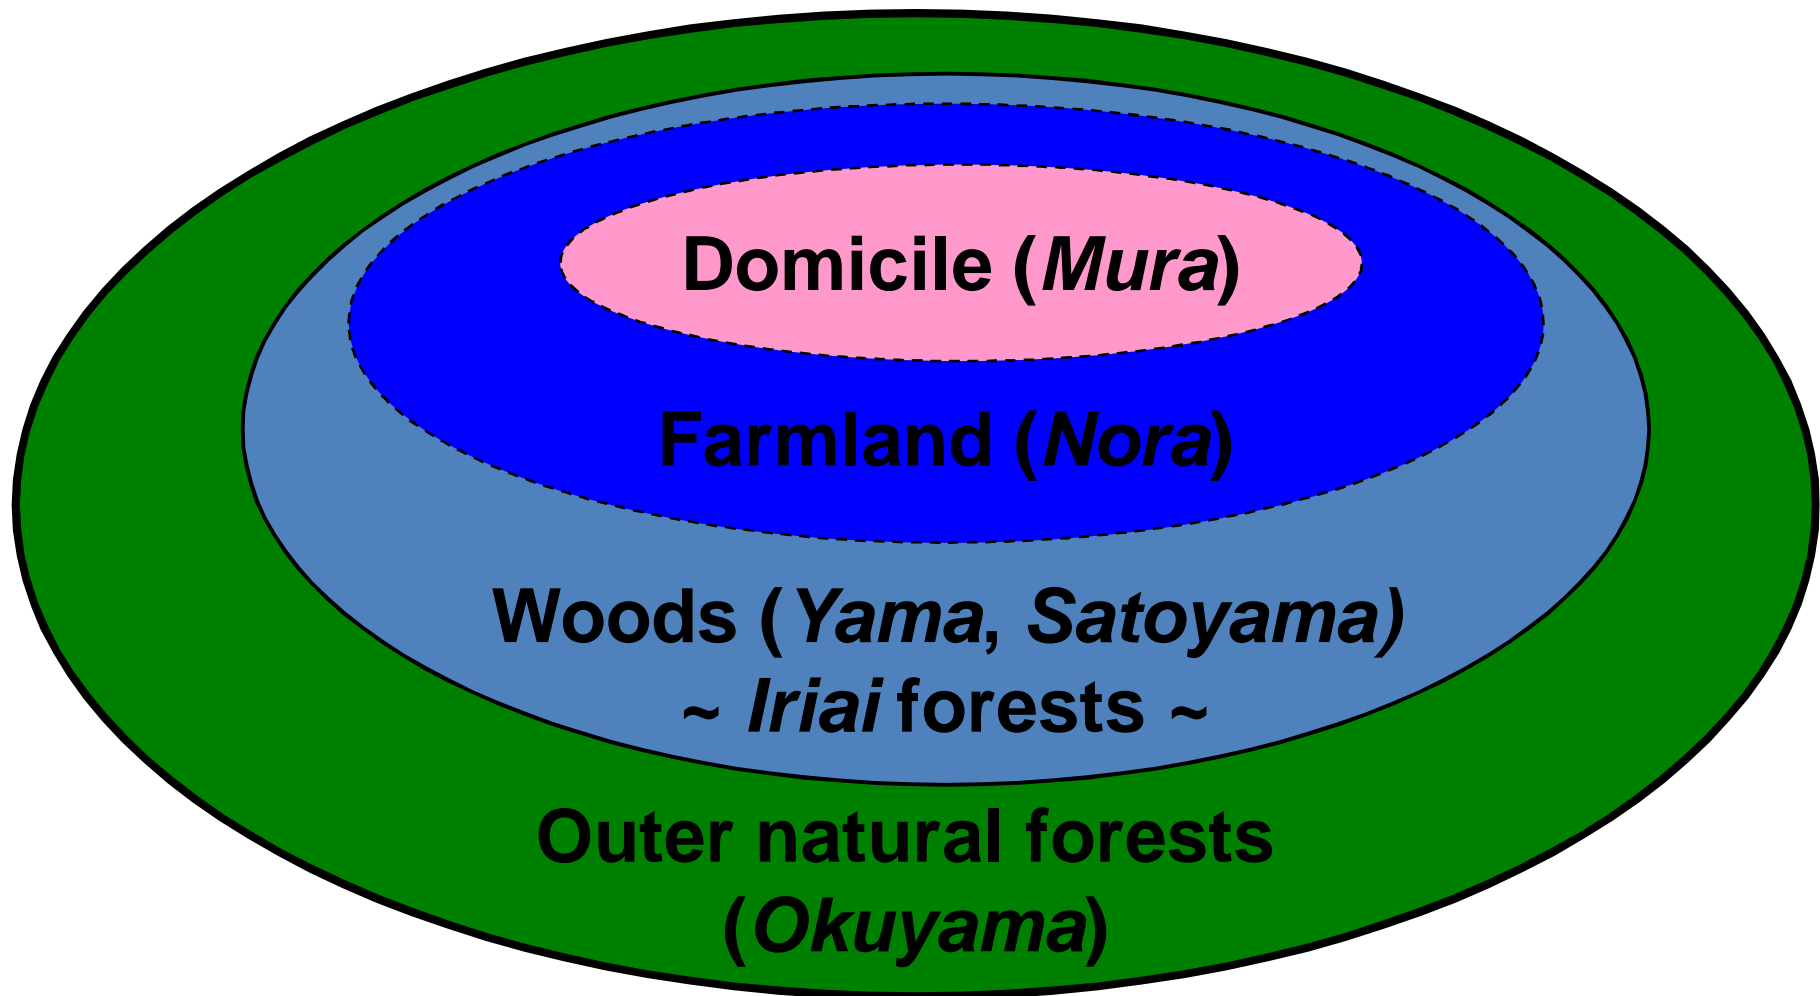 Domicile (Mura)
Farmland (Nora)
Woods (Yama, Satoyama)
~ Iriai forests ~
Outer natural forests
(Okuyama)